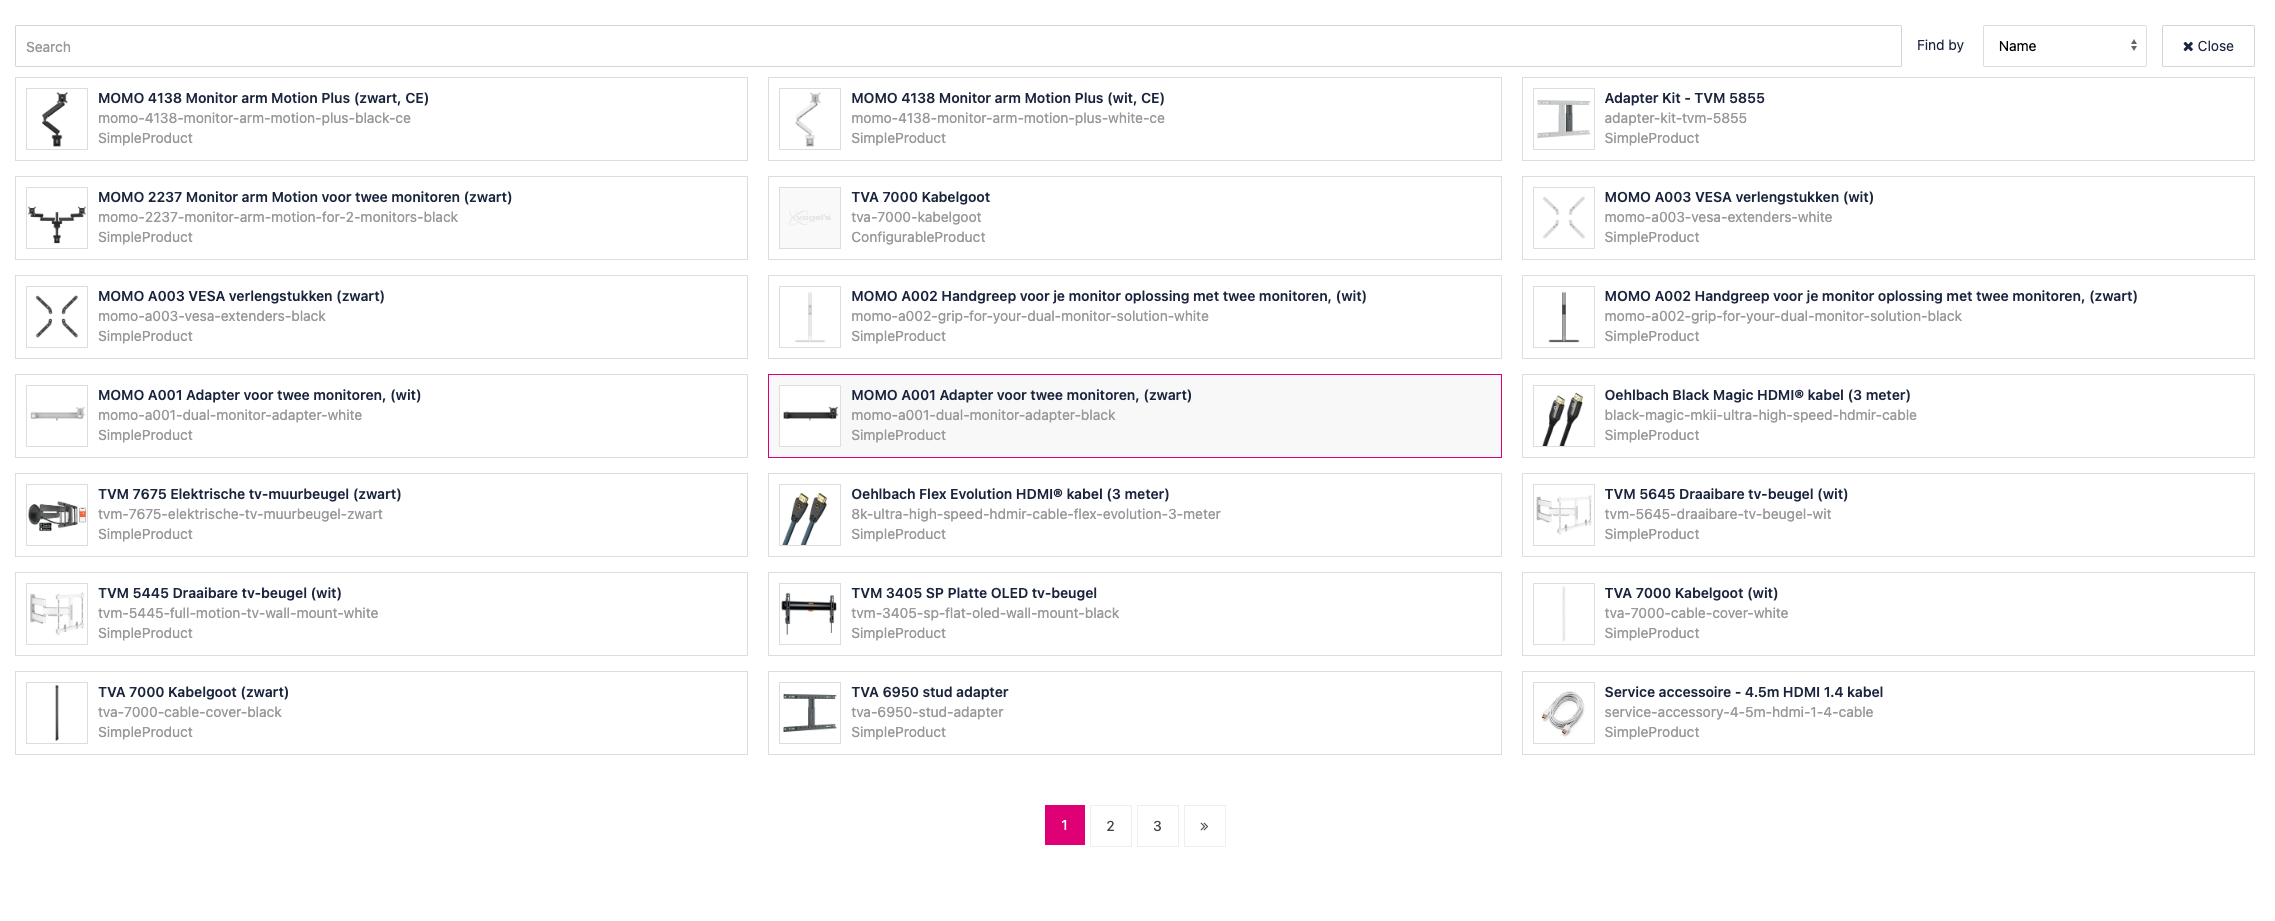 Search
Find by
Name
✖ Close
MOMO 4138 Monitor arm Motion Plus (zwart, CE)
momo-4138-monitor-arm-motion-plus-black-ce
SimpleProduct
MOMO 4138 Monitor arm Motion Plus (wit, CE)
momo-4138-monitor-arm-motion-plus-white-ce
SimpleProduct
Adapter Kit - TVM 5855
adapter-kit-tvm-5855
SimpleProduct
MOMO 2237 Monitor arm Motion voor twee monitoren (zwart)
momo-2237-monitor-arm-motion-for-2-monitors-black
SimpleProduct
vogel's
TVA 7000 Kabelgoot
tva-7000-kabelgoot
ConfigurableProduct
MOMO A003 VESA verlengstukken (wit)
momo-a003-vesa-extenders-white
SimpleProduct
MOMO A003 VESA verlengstukken (zwart)
momo-a003-vesa-extenders-black
SimpleProduct
MOMO A002 Handgreep voor je monitor oplossing met twee monitoren, (wit)
momo-a002-grip-for-your-dual-monitor-solution-white
SimpleProduct
MOMO A002 Handgreep voor je monitor oplossing met twee monitoren, (zwart)
momo-a002-grip-for-your-dual-monitor-solution-black
SimpleProduct
MOMO A001 Adapter voor twee monitoren, (wit)
momo-a001-dual-monitor-adapter-white
SimpleProduct
MOMO A001 Adapter voor twee monitoren, (zwart)
momo-a001-dual-monitor-adapter-black
SimpleProduct
Oehlbach Black Magic HDMI® kabel (3 meter)
black-magic-mkii-ultra-high-speed-hdmir-cable
SimpleProduct
TVM 7675 Elektrische tv-muurbeugel (zwart)
tvm-7675-elektrische-tv-muurbeugel-zwart
SimpleProduct
Oehlbach Flex Evolution HDMI® kabel (3 meter)
8k-ultra-high-speed-hdmir-cable-flex-evolution-3-meter
SimpleProduct
TVM 5645 Draaibare tv-beugel (wit)
tvm-5645-draaibare-tv-beugel-wit
SimpleProduct
TVM 5445 Draaibare tv-beugel (wit)
tvm-5445-full-motion-tv-wall-mount-white
SimpleProduct
TVM 3405 SP Platte OLED tv-beugel
tvm-3405-sp-flat-oled-wall-mount-black
SimpleProduct
TVA 7000 Kabelgoot (wit)
tva-7000-cable-cover-white
SimpleProduct
TVA 7000 Kabelgoot (zwart)
tva-7000-cable-cover-black
SimpleProduct
TVA 6950 stud adapter
tva-6950-stud-adapter
SimpleProduct
Service accessoire - 4.5m HDMI 1.4 kabel
service-accessory-4-5m-hdmi-1-4-cable
SimpleProduct
1 2 3 »